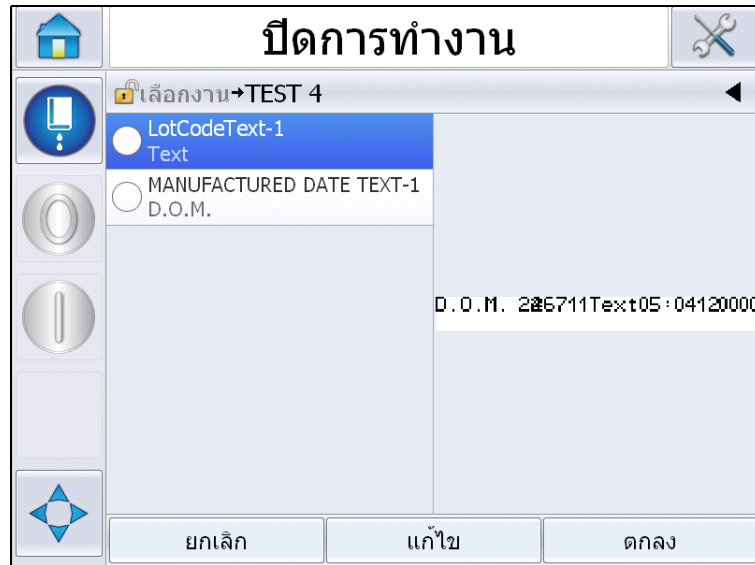 ปิดการทำงาน
เลือกงาน→TEST 4
LotCodeText-1
Text
MANUFACTURED DATE TEXT-1
D.O.M.
D.O.M. 6711Text05:04120000
ยกเลิก
แก้ไข
ตกลง